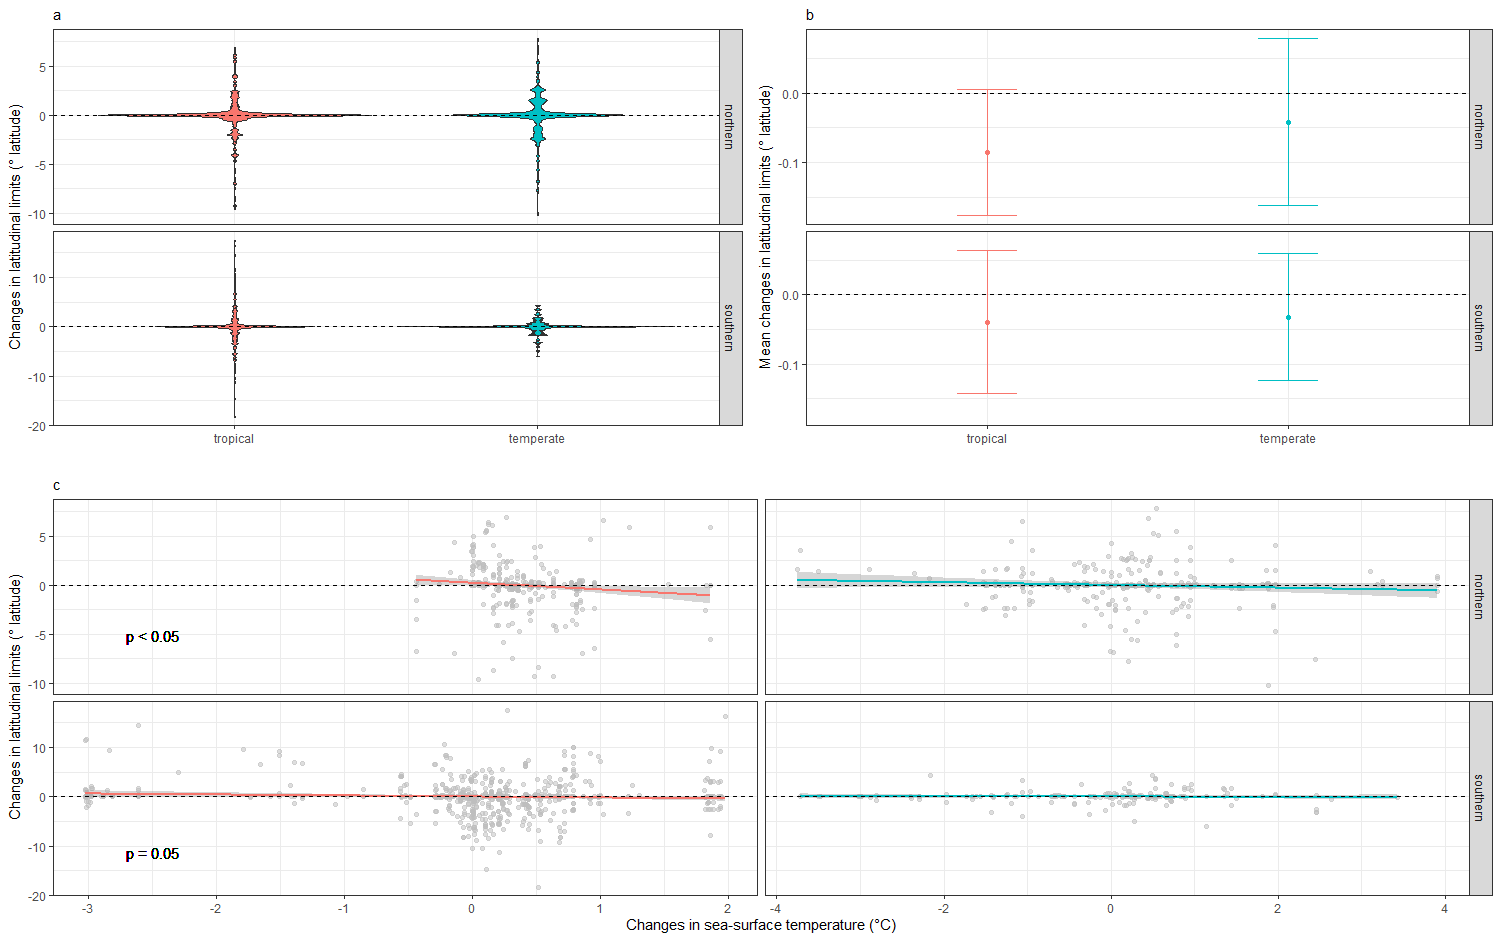 a
b
Changes in latitudinal limits (° latitude)
5
0
-5
-10
northern
10
0
-10
-20
southern
tropical
temperate
Mean changes in latitudinal limits (° latitude)
0.0
-0.1
northern
0.0
-0.1
southern
tropical
temperate
c
Changes in latitudinal limits (° latitude)
5
0
-5
-10
p < 0.05
northern
10
0
-10
-20
p = 0.05
southern
-3
-2
-1
0
1
2
-4
-2
0
2
4
Changes in sea-surface temperature (°C)